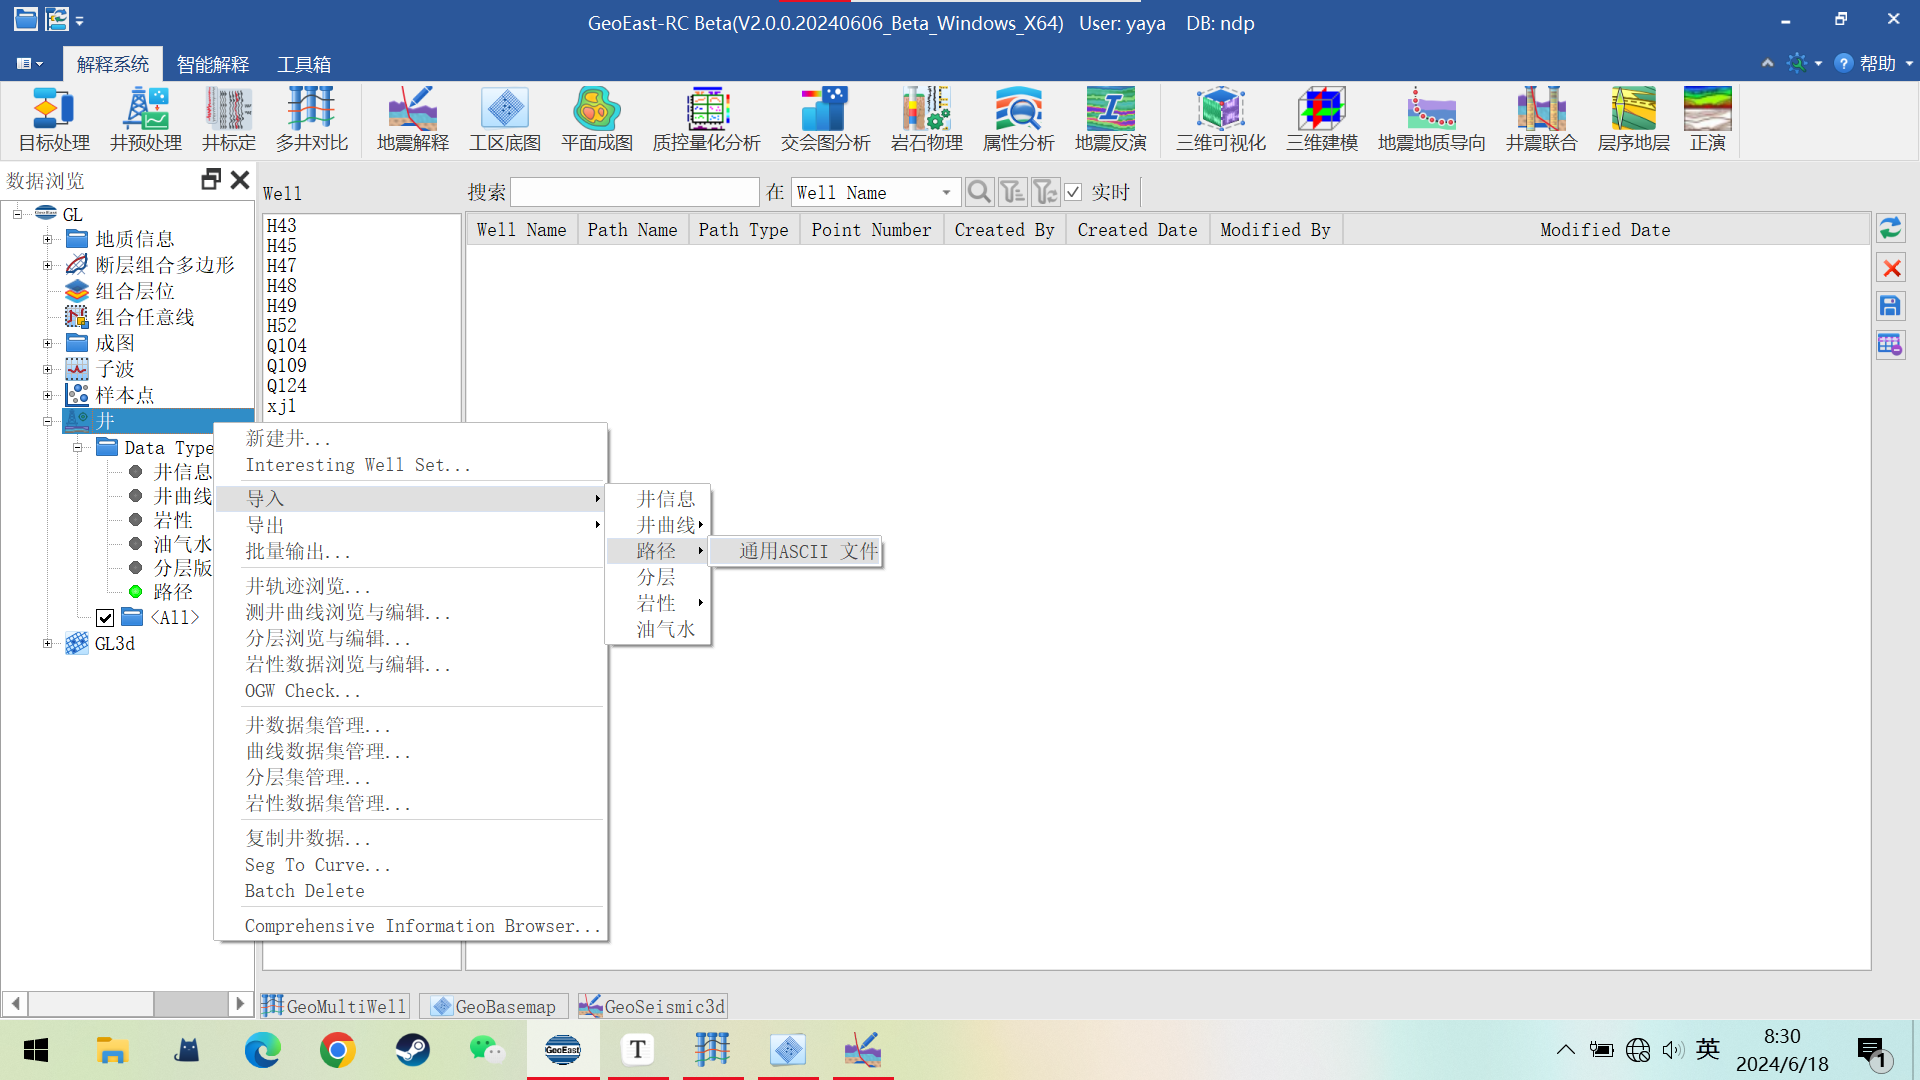 GeoEast-RC Beta(V2.0.0.20240606_Beta_Windows_X64) User: yaya DB: ndp
解释系统 智能解释 工具箱 帮助
目标处理 井预处理 井标定 多井对比 地震解释 工区底图 平面成图 质控量化分析 交会图分析 岩石物理 属性分析 地震反演 三维可视化 三维建模 地震地质导向 井震联合 层序地层 正演
数据浏览
GL
地质信息
断层组合多边形
组合层位
组合任意线
成图
子波
样本点
井
Data Type
井信息
井曲线
岩性
油气水
分层版
路径
<All>
GL3d
Well
H43
H45
H47
H48
H49
H52
Q104
Q109
Q124
xj1
搜索 在 Well Name 实时
Well Name Path Name Path Type Point Number Created By Created Date Modified By Modified Date
新建井...
Interesting Well Set...
导入
导出
批量输出...
井轨迹浏览...
测井曲线浏览与编辑...
分层浏览与编辑...
岩性数据浏览与编辑...
OGW Check...
井数据集管理...
曲线数据集管理...
分层集管理...
岩性数据集管理...
复制井数据...
Seg To Curve...
Batch Delete
Comprehensive Information Browser...
井信息
井曲线
路径
分层
岩性
油气水
通用ASCII 文件
GeoMultiWell GeoBasemap GeoSeismic3d
GeoEast
T
英
8:30
2024/6/18
1